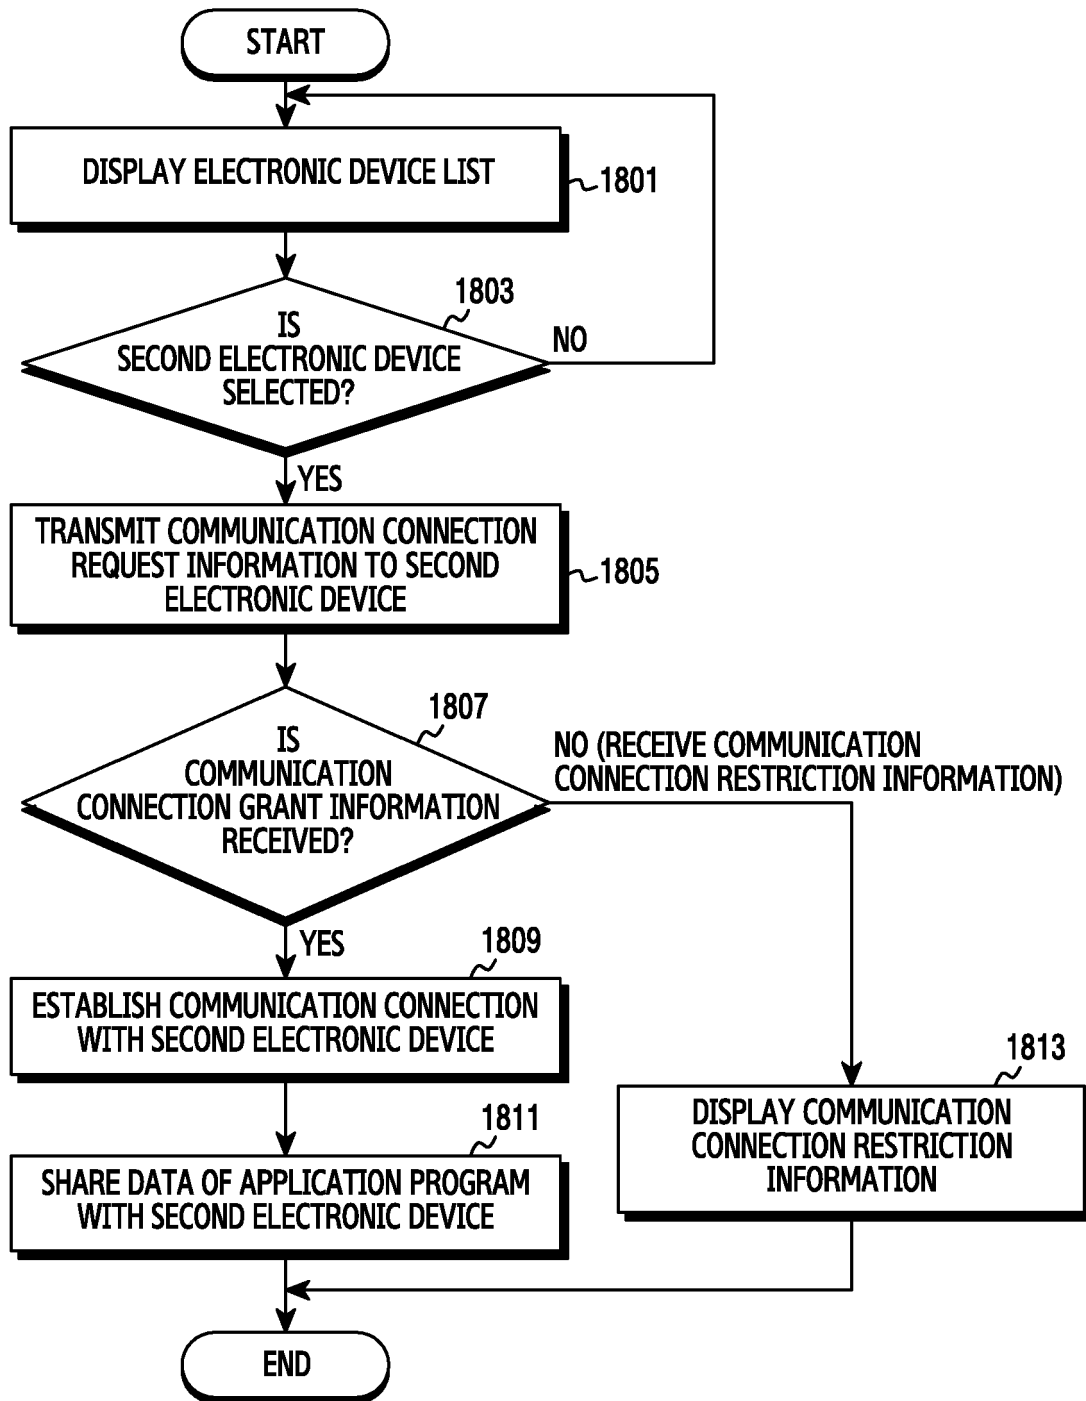 START
DISPLAY ELECTRONIC DEVICE LIST
1801
1803
IS
SECOND ELECTRONIC DEVICE
SELECTED?
NO
YES
TRANSMIT COMMUNICATION CONNECTION
REQUEST INFORMATION TO SECOND
ELECTRONIC DEVICE
1805
1807
IS
COMMUNICATION
CONNECTION GRANT INFORMATION
RECEIVED?
NO (RECEIVE COMMUNICATION
CONNECTION RESTRICTION INFORMATION)
YES
1809
ESTABLISH COMMUNICATION CONNECTION
WITH SECOND ELECTRONIC DEVICE
1811
SHARE DATA OF APPLICATION PROGRAM
WITH SECOND ELECTRONIC DEVICE
1813
DISPLAY COMMUNICATION
CONNECTION RESTRICTION
INFORMATION
END